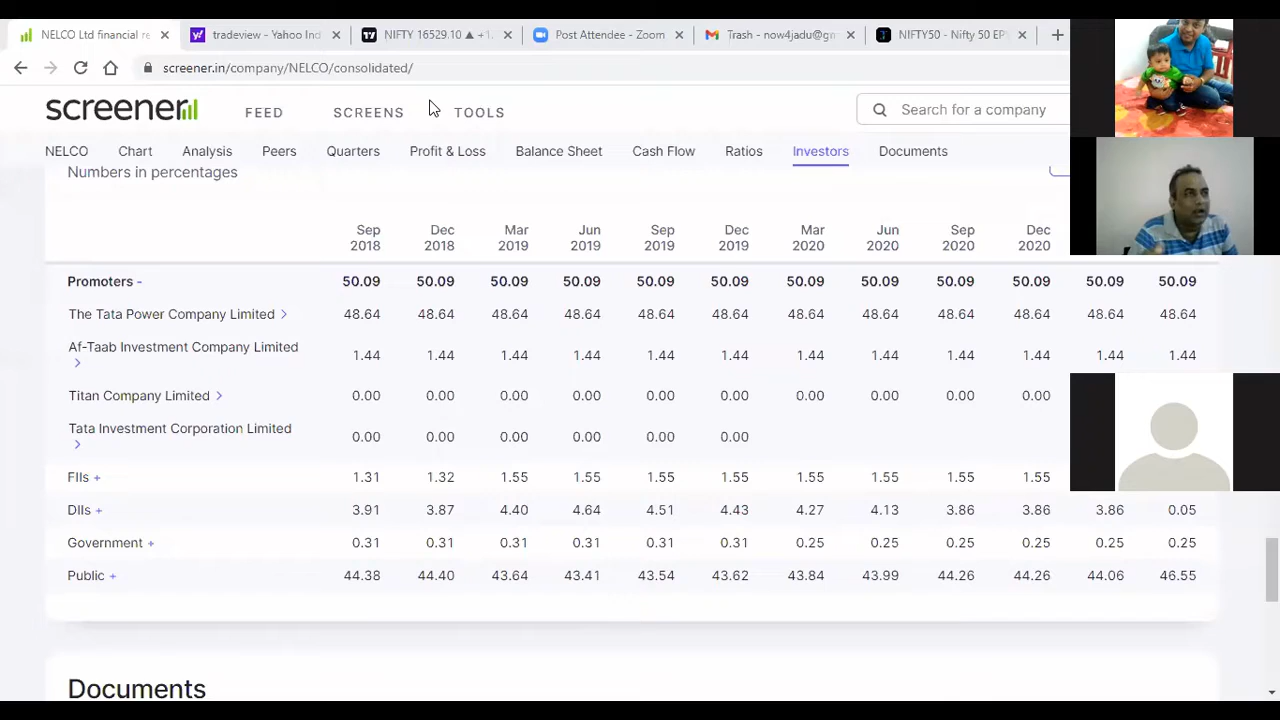 NELCO Ltd financial re
tradeview - Yahoo Ind
NIFTY 16529.10 ▲
Post Attendee - Zoom
Trash - now4jadu@gm
NIFTY50 - Nifty 50 EP
screener.in/company/NELCO/consolidated/
screener
FEED SCREENS TOOLS
Search for a company
NELCO Chart Analysis Peers Quarters Profit & Loss Balance Sheet Cash Flow Ratios Investors Documents
Numbers in percentages
Sep 2018 Dec 2018 Mar 2019 Jun 2019 Sep 2019 Dec 2019 Mar 2020 Jun 2020 Sep 2020 Dec 2020
Promoters - 50.09 50.09 50.09 50.09 50.09 50.09 50.09 50.09 50.09 50.09 50.09 50.09
The Tata Power Company Limited > 48.64 48.64 48.64 48.64 48.64 48.64 48.64 48.64 48.64 48.64 48.64 48.64
Af-Taab Investment Company Limited > 1.44 1.44 1.44 1.44 1.44 1.44 1.44 1.44 1.44 1.44 1.44 1.44
Titan Company Limited > 0.00 0.00 0.00 0.00 0.00 0.00 0.00 0.00 0.00 0.00
Tata Investment Corporation Limited > 0.00 0.00 0.00 0.00 0.00 0.00
FIIs + 1.31 1.32 1.55 1.55 1.55 1.55 1.55 1.55 1.55 1.55
DIIs + 3.91 3.87 4.40 4.64 4.51 4.43 4.27 4.13 3.86 3.86 3.86 0.05
Government + 0.31 0.31 0.31 0.31 0.31 0.31 0.25 0.25 0.25 0.25 0.25 0.25
Public + 44.38 44.40 43.64 43.41 43.54 43.62 43.84 43.99 44.26 44.26 44.06 46.55
Documents